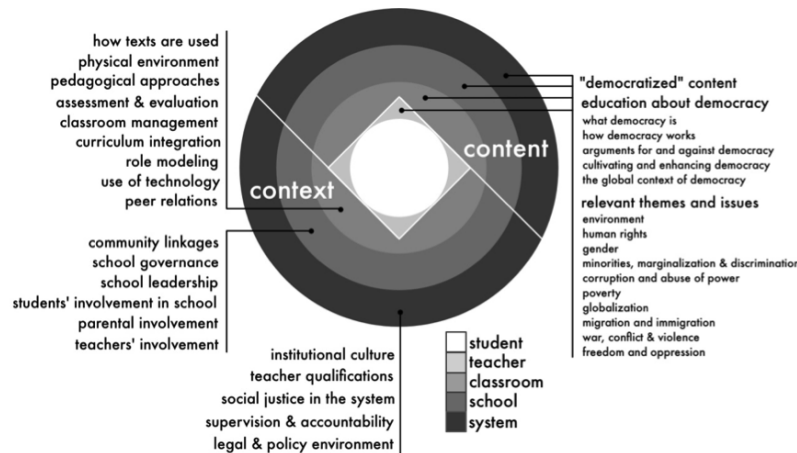 how texts are used
physical environment
pedagogical approaches
assessment & evaluation
classroom management
curriculum integration
role modeling
use of technology
peer relations
community linkages
school governance
school leadership
students' involvement in school
parental involvement
teachers' involvement
institutional culture
teacher qualifications
social justice in the system
supervision & accountability
legal & policy environment
context
content
"democratized" content
education about democracy
what democracy is
how democracy works
arguments for and against democracy
cultivating and enhancing democracy
the global context of democracy
relevant themes and issues
environment
human rights
gender
minorities, marginalization & discrimination
corruption and abuse of power
poverty
globalization
migration and immigration
war, conflict & violence
freedom and oppression
student
teacher
classroom
school
system